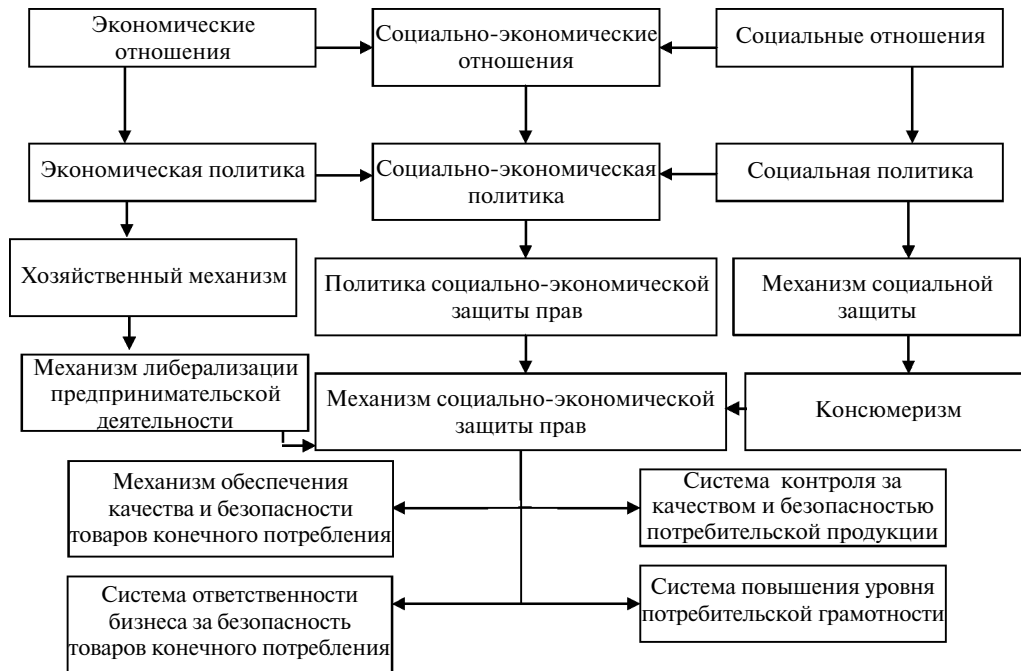 Экономические
отношения
Социально-экономические
отношения
Социальные отношения
Экономическая политика
Социально-экономическая
политика
Социальная политика
Хозяйственный механизм
Политика социально-экономической
защиты прав
Механизм социальной
защиты
Механизм либерализации
предпринимательской
деятельности
Механизм социально-экономической
защиты прав
Консюмеризм
Механизм обеспечения
качества и безопасности
товаров конечного потребления
Система контроля за
качеством и безопасностью
потребительской продукции
Система ответственности
бизнеса за безопасность
товаров конечного потребления
Система повышения уровня
потребительской грамотности